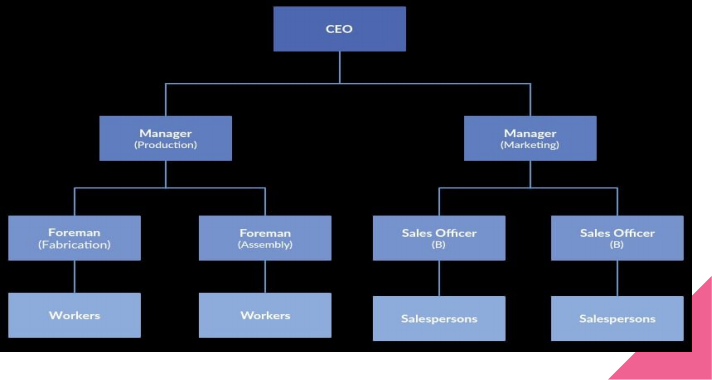 CEO
Manager
(Production)
Manager
(Marketing)
Foreman
(Fabrication)
Foreman
(Assembly)
Sales Officer
(B)
Sales Officer
(B)
Workers
Workers
Salespersons
Salespersons